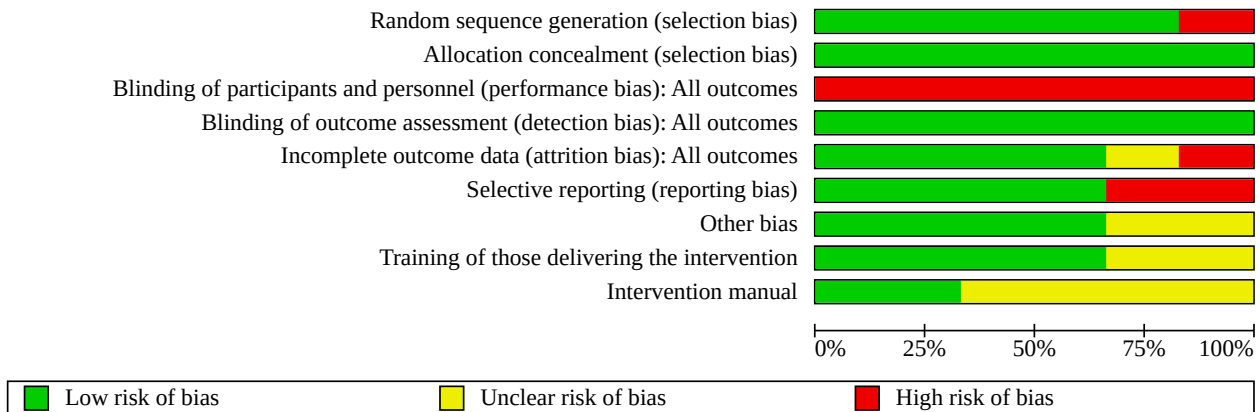 Random sequence generation (selection bias)
Allocation concealment (selection bias)
Blinding of participants and personnel (performance bias): All outcomes
Blinding of outcome assessment (detection bias): All outcomes
Incomplete outcome data (attrition bias): All outcomes
Selective reporting (reporting bias)
Other bias
Training of those delivering the intervention
Intervention manual
0% 25% 50% 75% 100%
Low risk of bias Unclear risk of bias High risk of bias